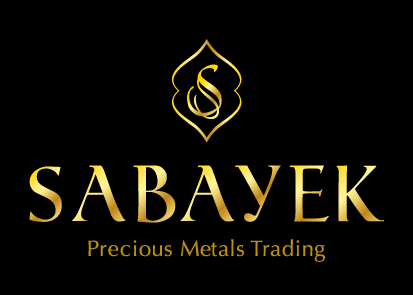 S
SABAYEK
Precious Metals Trading